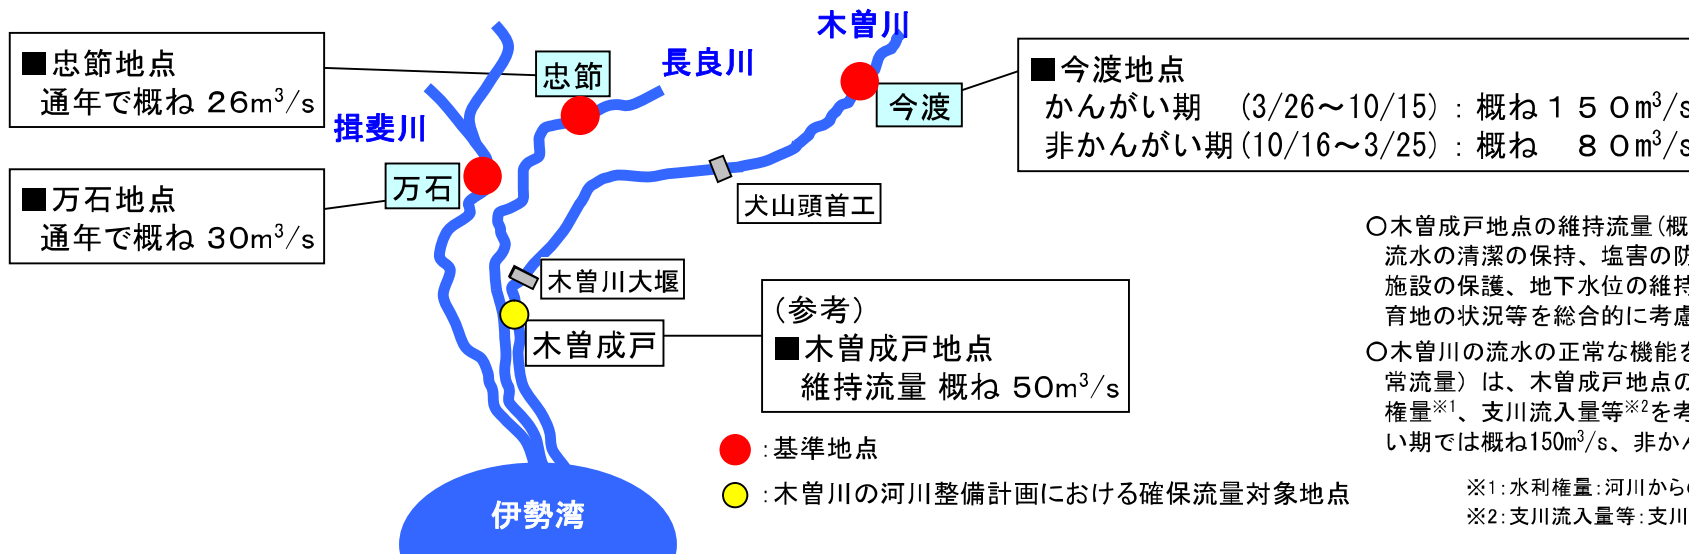 ■忠節地点
通年で概ね 26m³/s
■万石地点
通年で概ね 30m³/s
揖斐川
万石
忠節
長良川
木曽川
今渡
■今渡地点
かんがい期 (3/26~10/15) : 概ね 150m³/s
非かんがい期(10/16~3/25) : 概ね 80m³/s
犬山頭首工
木曽川大堰
木曽成戸
(参考)
■木曽成戸地点
維持流量 概ね 50m³/s
:基準地点
:木曽川の河川整備計画における確保流量対象地点
伊勢湾
○木曽成戸地点の維持流量(概
流水の清潔の保持、塩害の防
施設の保護、地下水位の維持
育地の状況等を総合的に考慮
○木曽川の流水の正常な機能を
常流量)は、木曽成戸地点の
権量※1、支川流入量等※2を考
い期では概ね150m³/s、非かん
※1:水利権量:河川からの
※2:支川流入量等:支川